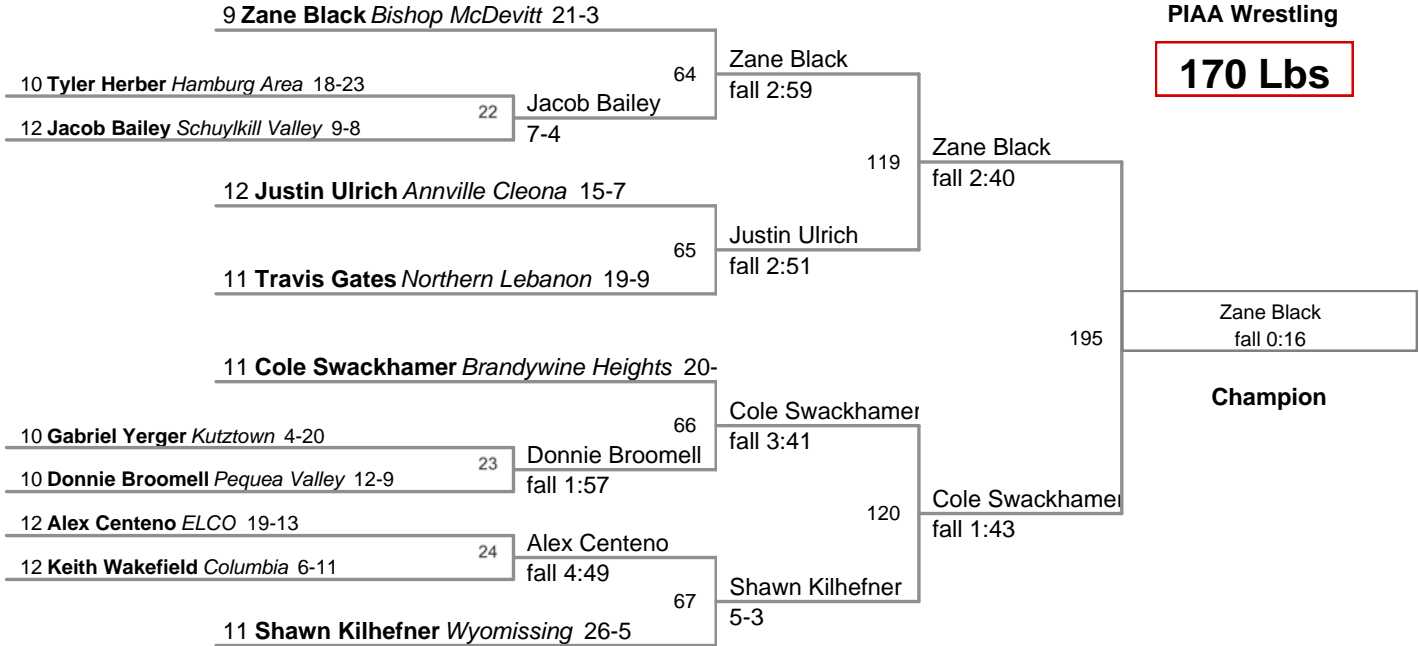 9 Zane Black Bishop McDevitt 21-3
PIAA Wrestling
170 Lbs
64
Zane Black
fall 2:59
10 Tyler Herber Hamburg Area 18-23
22
Jacob Bailey
7-4
12 Jacob Bailey Schuylkill Valley 9-8
119
Zane Black
fall 2:40
12 Justin Ulrich Annville Cleona 15-7
65
Justin Ulrich
fall 2:51
11 Travis Gates Northern Lebanon 19-9
195
Zane Black
fall 0:16
Champion
11 Cole Swackhamer Brandywine Heights 20-
66
Cole Swackhamer
fall 3:41
10 Gabriel Yerger Kutztown 4-20
23
Donnie Broomell
fall 1:57
10 Donnie Broomell Pequea Valley 12-9
120
Cole Swackhamer
fall 1:43
12 Alex Centeno ELCO 19-13
24
Alex Centeno
fall 4:49
12 Keith Wakefield Columbia 6-11
67
Shawn Kilhefner
5-3
11 Shawn Kilhefner Wyomissing 26-5